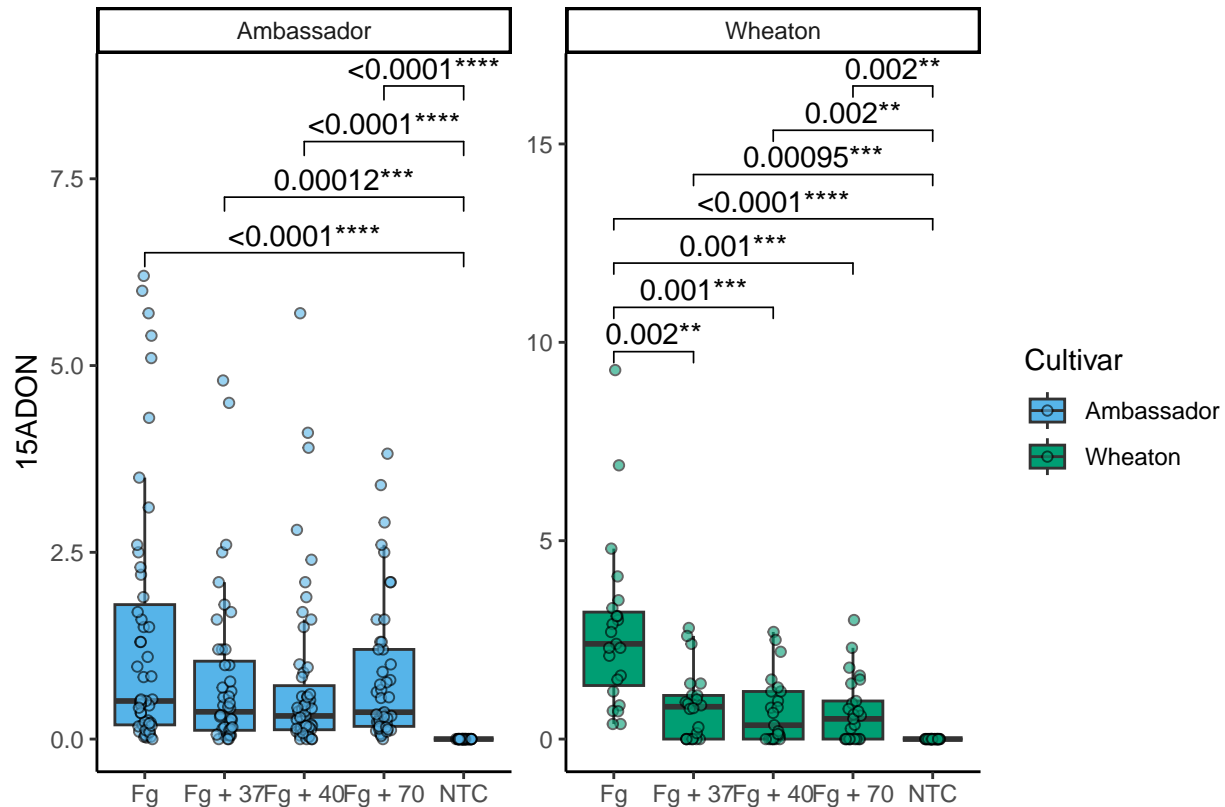 Ambassador
Wheaton
<0.0001****
<0.0001****
0.00012***
<0.0001****
0.002**
0.002**
0.00095***
<0.0001****
0.001***
0.001***
0.002**
15ADON
7.5
5.0
2.5
0.0
15
10
5
0
Fg Fg + 37 Fg + 40 Fg + 70 NTC
Fg Fg + 37 Fg + 40 Fg + 70 NTC
Cultivar
Ambassador
Wheaton